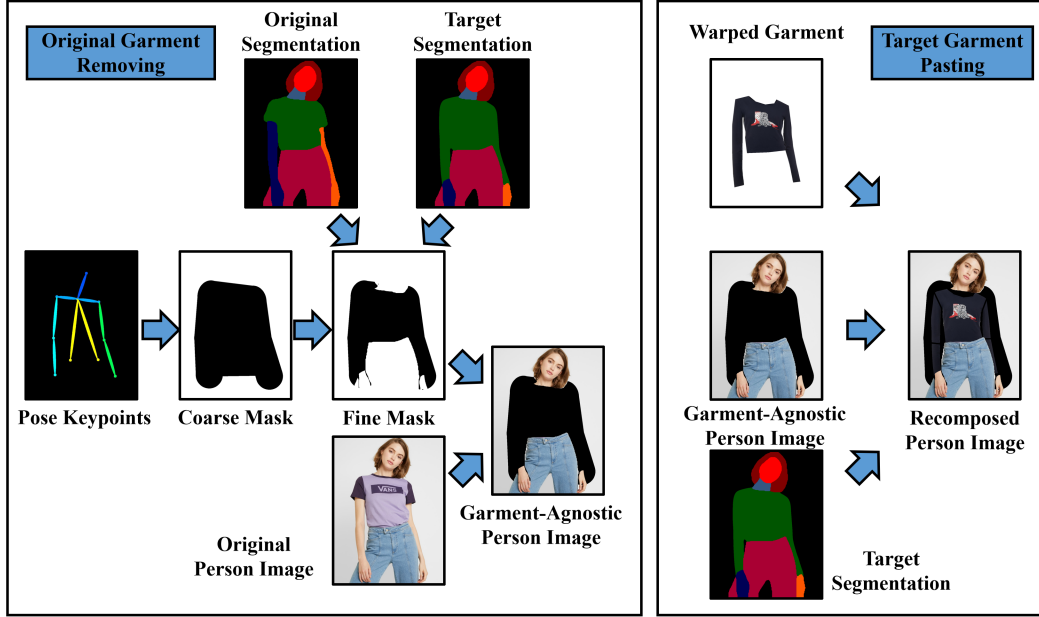 Original Garment
Removing
Original
Segmentation
Target
Segmentation
Pose Keypoints
Coarse Mask
Fine Mask
VANS
Original
Person Image
Garment-Agnostic
Person Image
Target Garment
Pasting
Warped Garment
Garment-Agnostic
Person Image
Recomposed
Person Image
Target
Segmentation